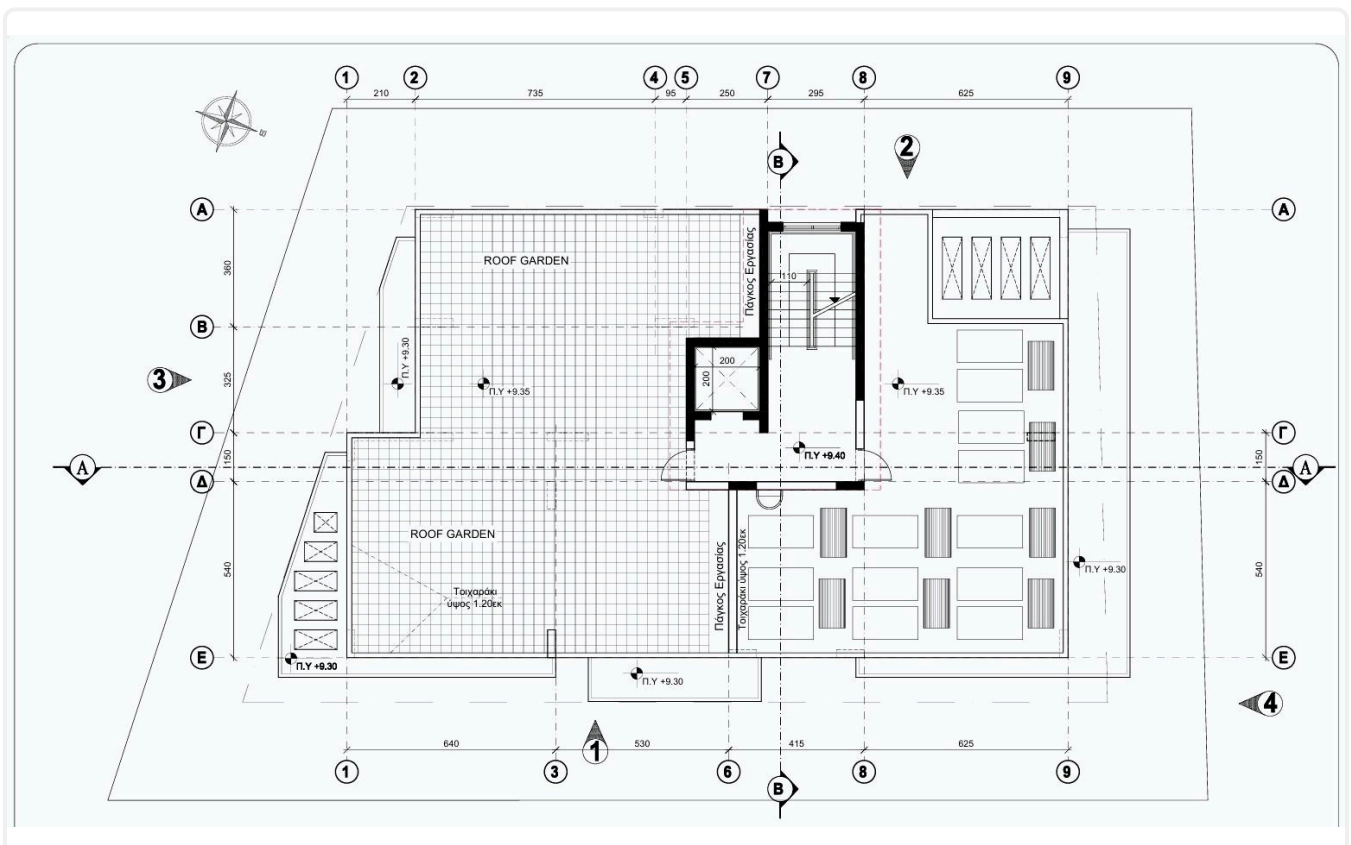 1 2 4 5 7 8 9
210 735 95 250 295 625
B 2
A A
ROOF GARDEN
Πάγκος Εργασίας
110
360
B
Π.Υ +9.30
200
200
325
3
Π.Υ +9.35
Π.Υ +9.35
Γ Γ
Π.Υ +9.40
150 150
A A
Δ Δ
ROOF GARDEN
Πάγκος Εργασίας
Τοιχαράκι ύψος 1.20εκ
540 540
Π.Υ +9.30
Τοιχαράκι
ύψος 1.20εκ
E E
Π.Υ +9.30
Π.Υ +9.30
4
640 530 415 625
1
1 3 6 8 9
B